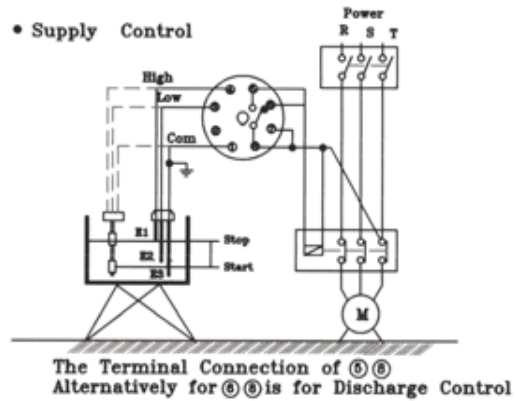 Power
R S T
• Supply Control
High
Low
Com
E1
Stop
E2
E3
Start
M
The Terminal Connection of ⑤⑧
Alternatively for ⑥⑧ is for Discharge Control